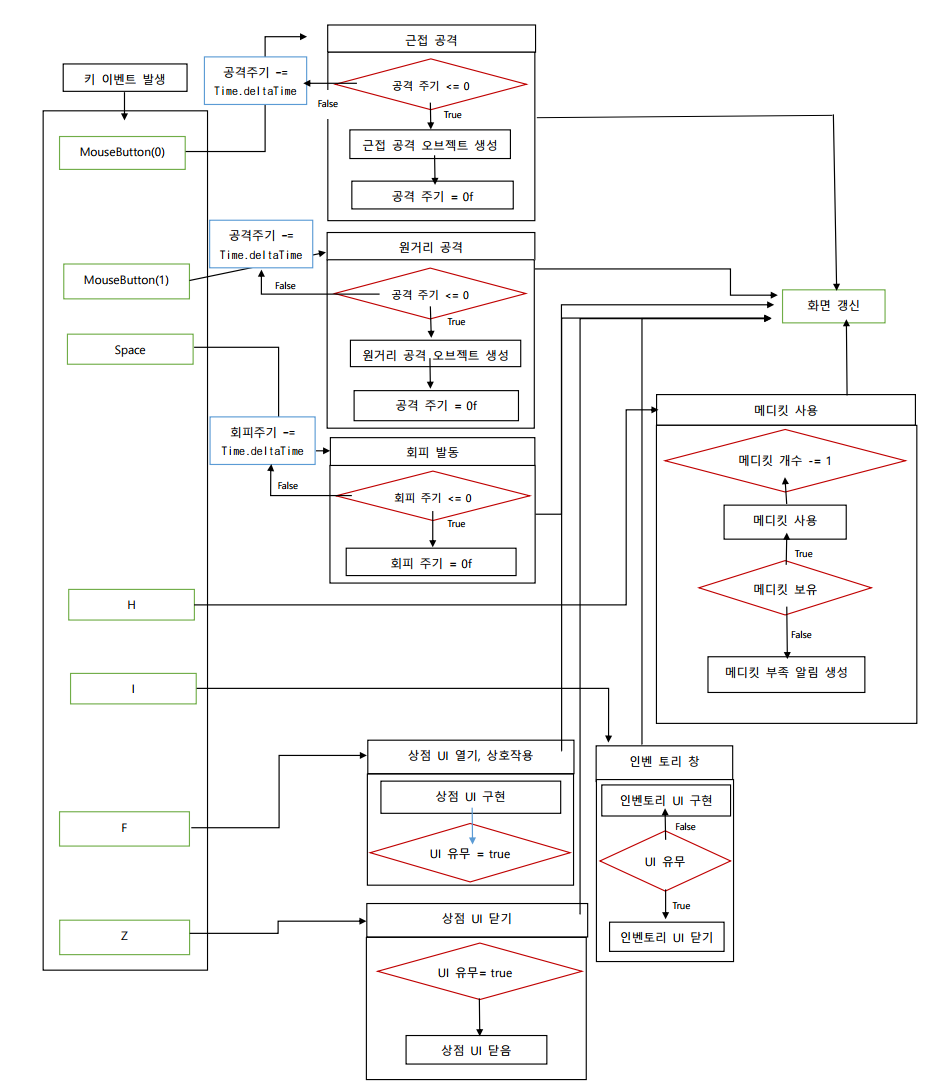 키 이벤트 발생
MouseButton(0)
MouseButton(1)
Space
H
I
F
Z
공격주기 -=
Time.deltaTime
근접 공격
공격 주기 <= 0
False
True
근접 공격 오브젝트 생성
공격 주기 = 0f
공격주기 -=
Time.deltaTime
원거리 공격
공격 주기 <= 0
False
True
원거리 공격 오브젝트 생성
공격 주기 = 0f
회피주기 -=
Time.deltaTime
회피 발동
회피 주기 <= 0
False
True
회피 주기 = 0f
화면 갱신
메디킷 사용
메디킷 개수 -= 1
메디킷 사용
True
메디킷 보유
False
메디킷 부족 알림 생성
상점 UI 열기, 상호작용
상점 UI 구현
UI 유무 = true
인벤 토리 창
인벤토리 UI 구현
False
UI 유무
True
인벤토리 UI 닫기
상점 UI 닫기
UI 유무= true
상점 UI 닫음